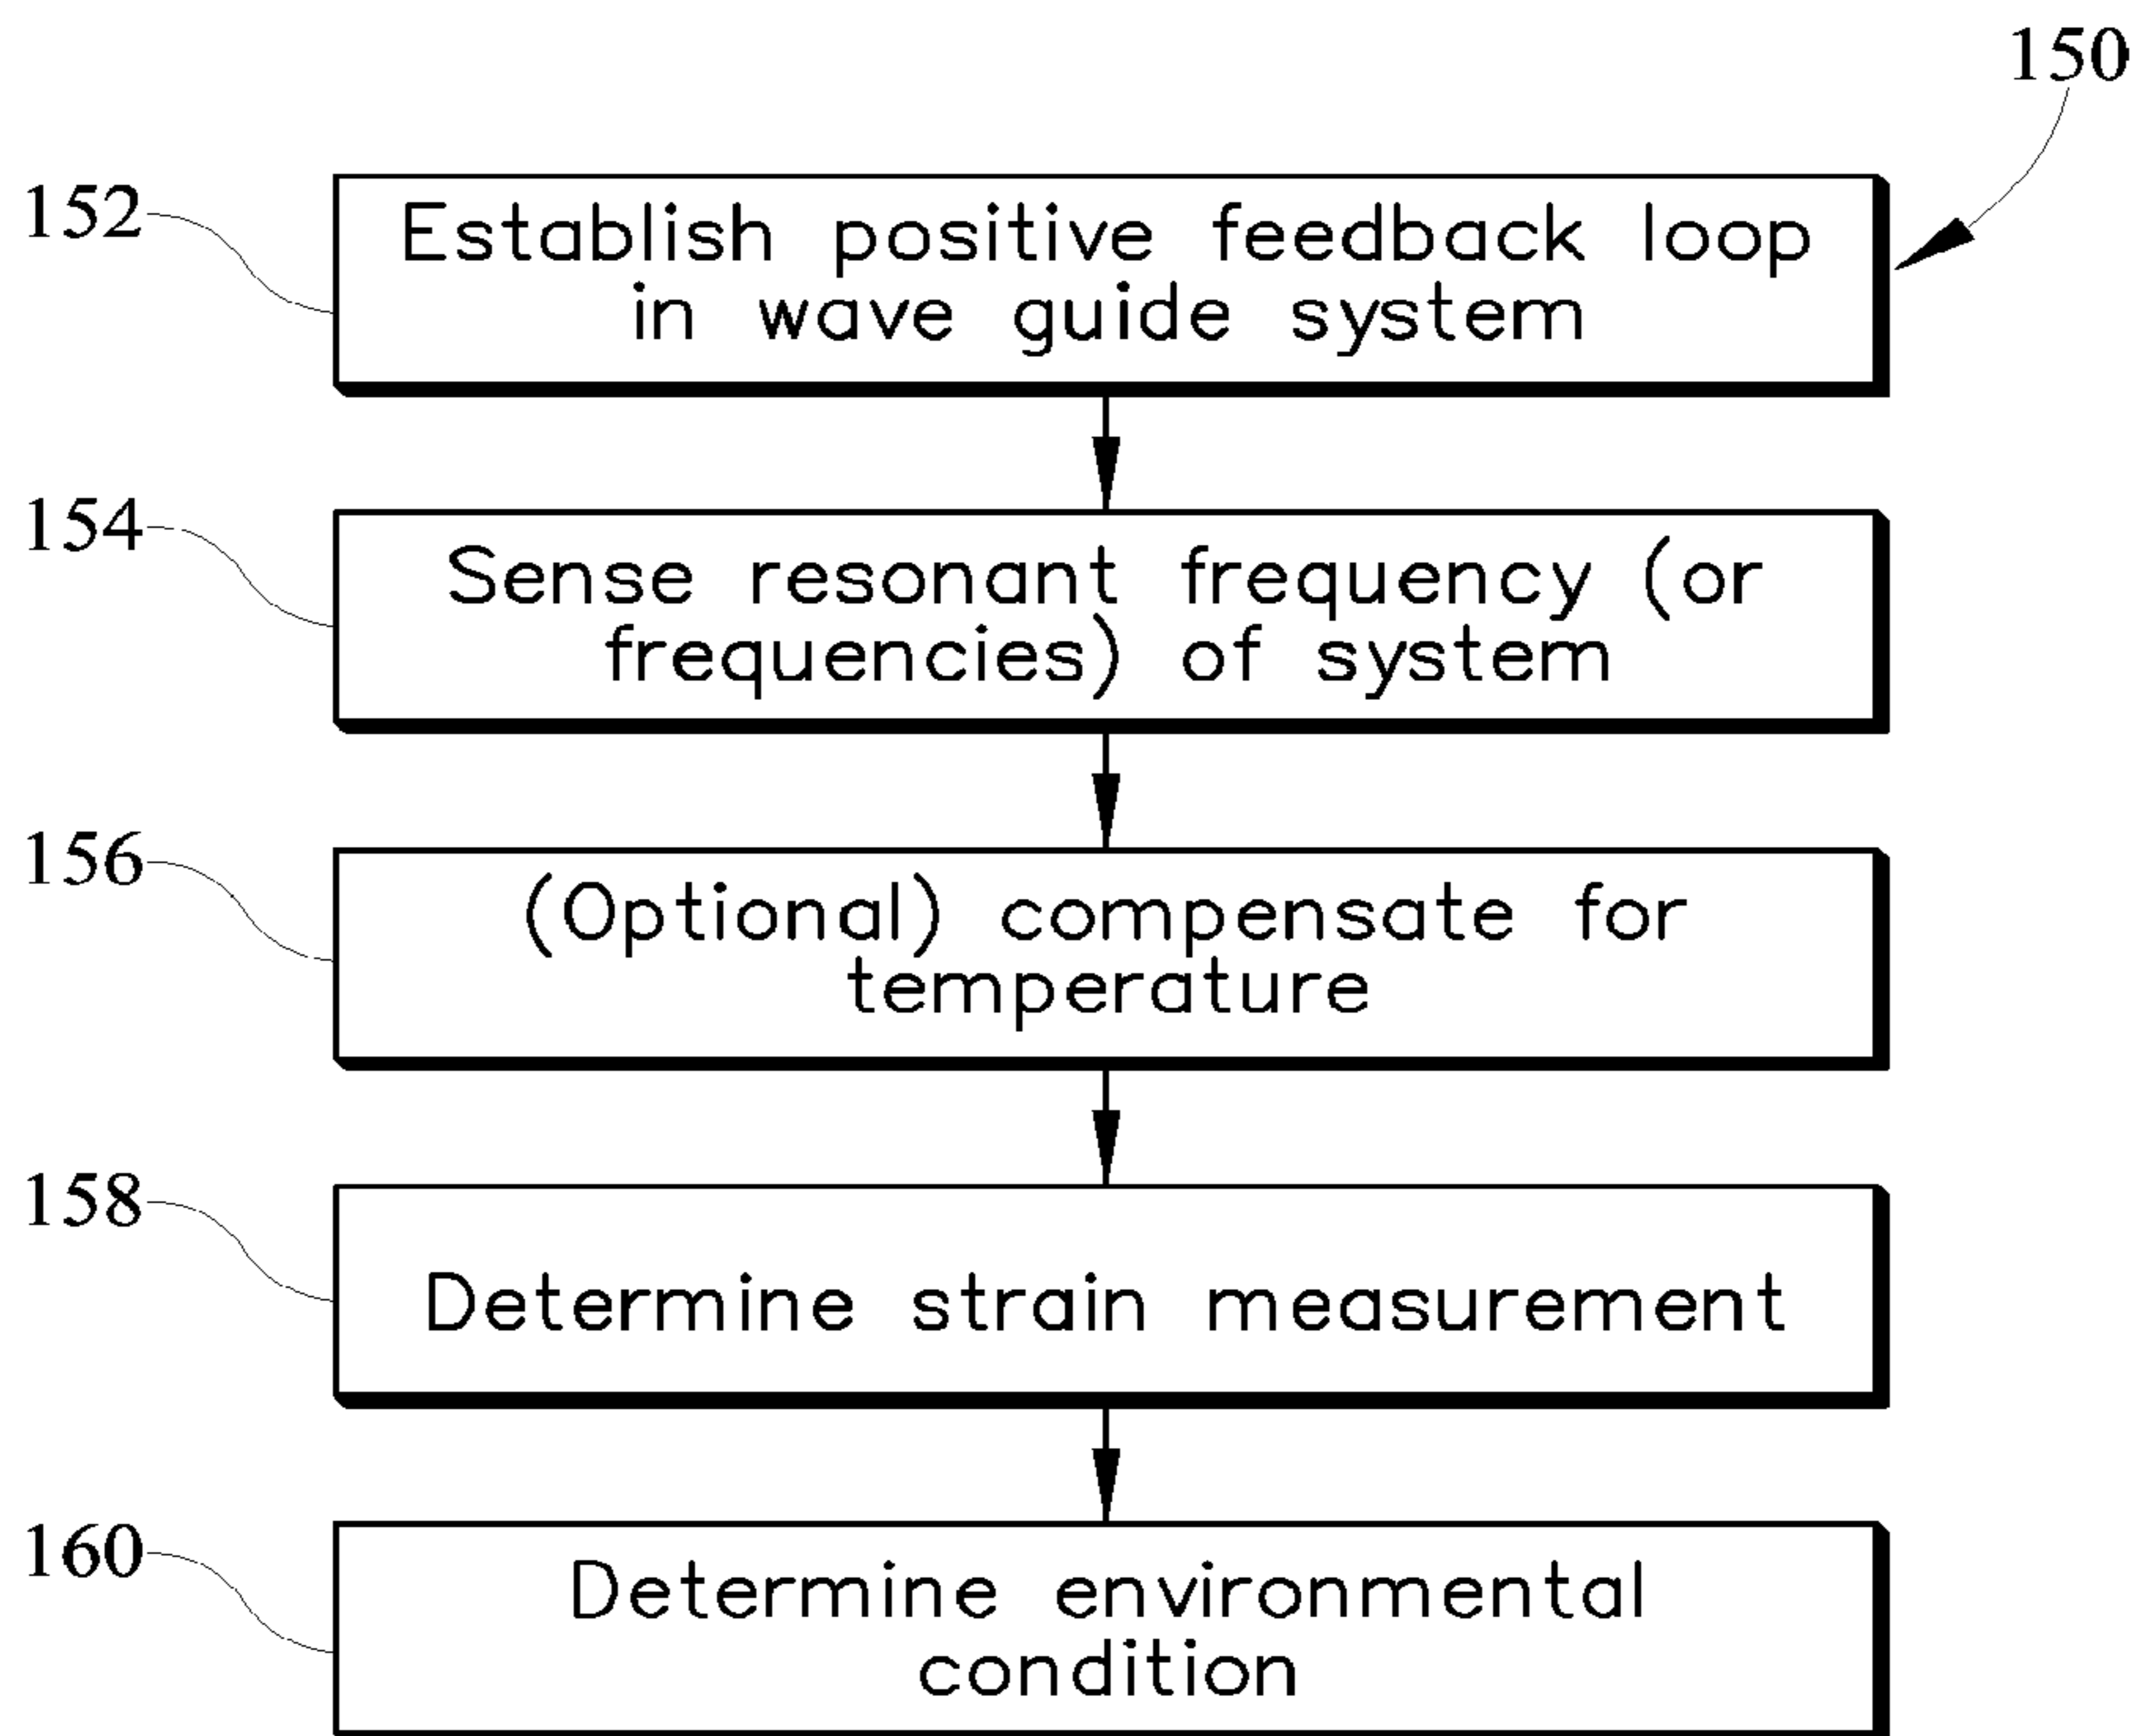 150
152
Establish positive feedback loop
in wave guide system
154
Sense resonant frequency (or
frequencies) of system
156
(Optional) compensate for
temperature
158
Determine strain measurement
160
Determine environmental
condition